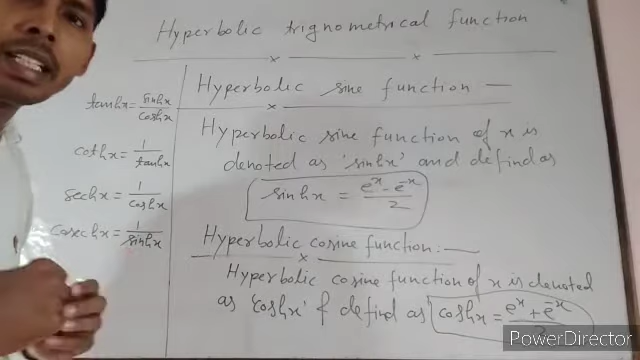 Hyperbolic trignometrical function
tanhx = sinhx/coshx
cothx = 1/tanhx
sechx = 1/coshx
cosechx = 1/sinhx
Hyperbolic sine function —
Hyperbolic sine function of x is
denoted as 'sinhx' and defind as
sinhx = (e^x - e^-x)/2
Hyperbolic cosine function: —
Hyperbolic cosine function of x is denoted
as 'coshx' & defind as coshx = (e^x + e^-x)/
PowerDirector